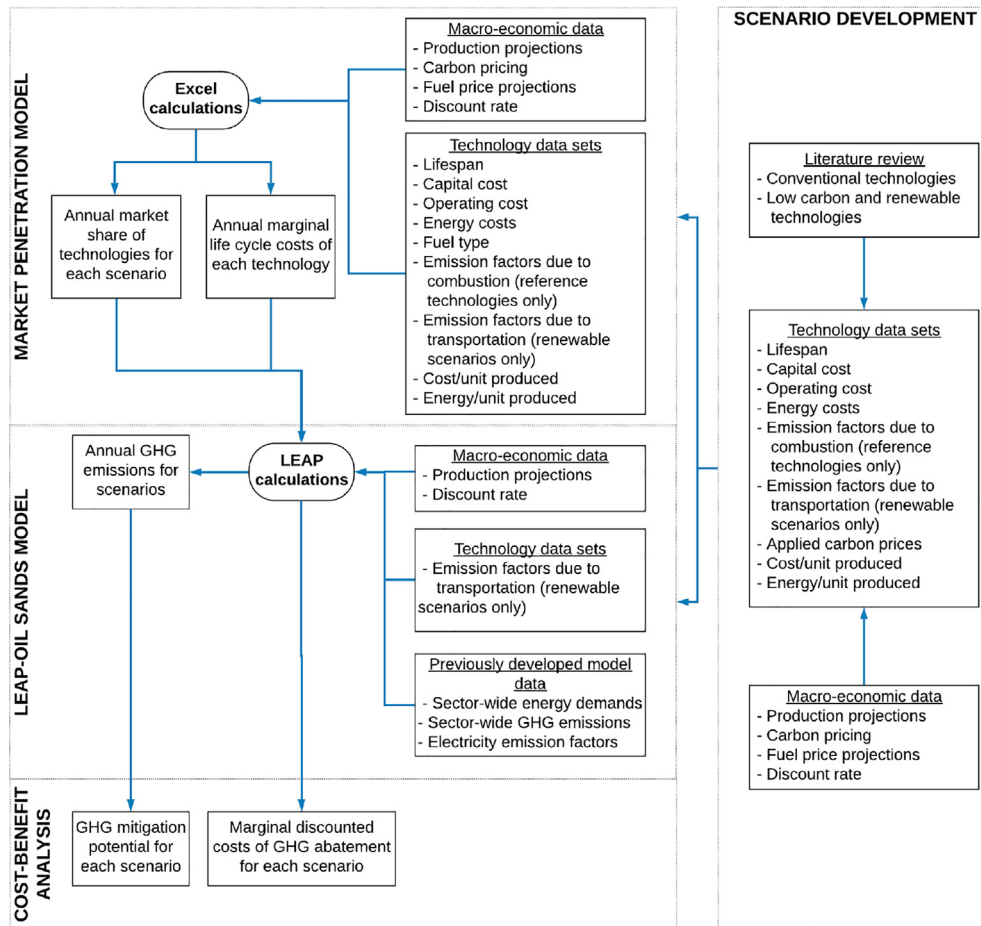 SCENARIO DEVELOPMENT
MARKET PENETRATION MODEL
Excel
calculations
Macro-economic data
- Production projections
- Carbon pricing
- Fuel price projections
- Discount rate
Technology data sets
- Lifespan
- Capital cost
- Operating cost
- Energy costs
- Fuel type
- Emission factors due to
combustion (reference
technologies only)
- Emission factors due to
transportation (renewable
scenarios only)
- Cost/unit produced
- Energy/unit produced
Annual market
share of
technologies for
each scenario
Annual marginal
life cycle costs of
each technology
LEAP-OIL SANDS MODEL
Annual GHG
emissions for
scenarios
LEAP
calculations
Macro-economic data
- Production projections
- Discount rate
Technology data sets
- Emission factors due to
transportation (renewable
scenarios only)
Previously developed model
data
- Sector-wide energy demands
- Sector-wide GHG emissions
- Electricity emission factors
COST-BENEFIT
ANALYSIS
GHG mitigation
potential for
each scenario
Marginal discounted
costs of GHG abatement
for each scenario
Literature review
- Conventional technologies
- Low carbon and renewable
technologies
Technology data sets
- Lifespan
- Capital cost
- Operating cost
- Energy costs
- Emission factors due to
combustion (reference
technologies only)
- Emission factors due to
transportation (renewable
scenarios only)
- Applied carbon prices
- Cost/unit produced
- Energy/unit produced
Macro-economic data
- Production projections
- Carbon pricing
- Fuel price projections
- Discount rate